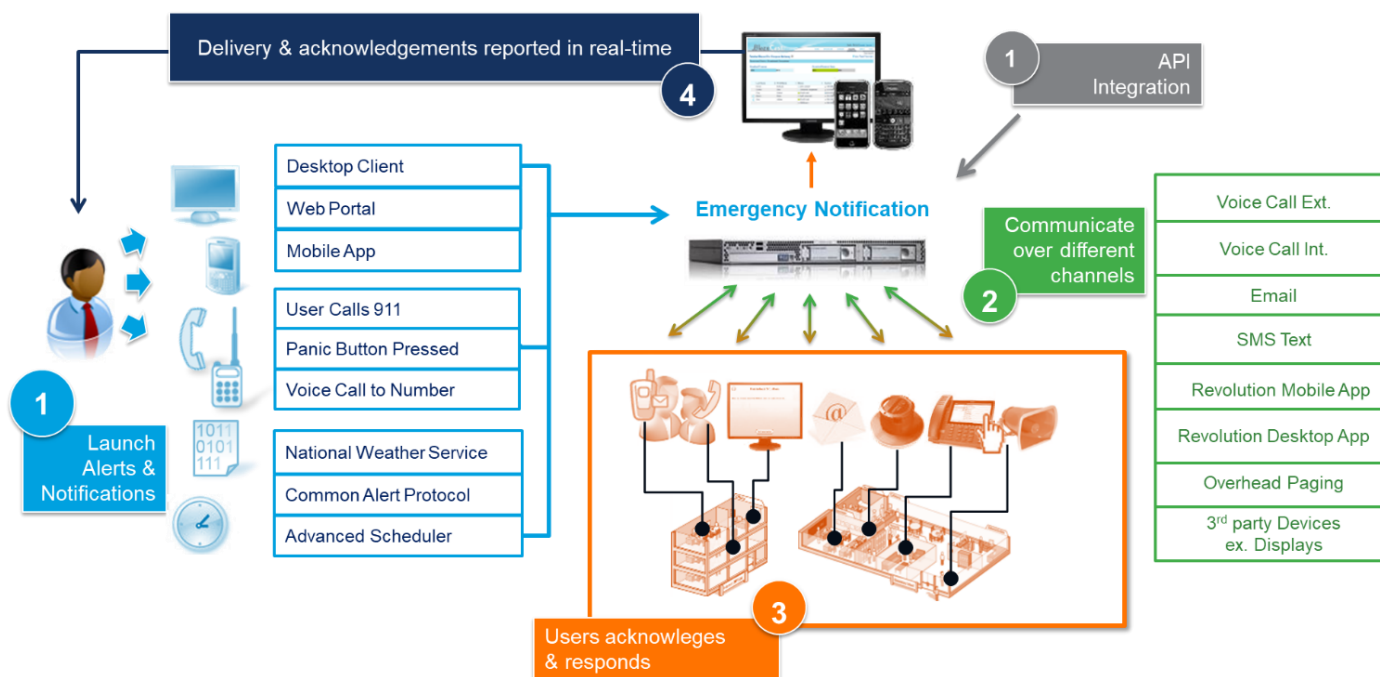 Delivery & acknowledgements reported in real-time
4
1
API
Integration
Desktop Client
Web Portal
Mobile App
User Calls 911
Panic Button Pressed
Voice Call to Number
National Weather Service
Common Alert Protocol
Advanced Scheduler
1
Launch
Alerts &
Notifications
1011
0101
111
Emergency Notification
Communicate
over different
channels
2
Voice Call Ext.
Voice Call Int.
Email
SMS Text
Revolution Mobile App
Revolution Desktop App
Overhead Paging
3rd party Devices
ex. Displays
@
3
Users acknowleges
& responds